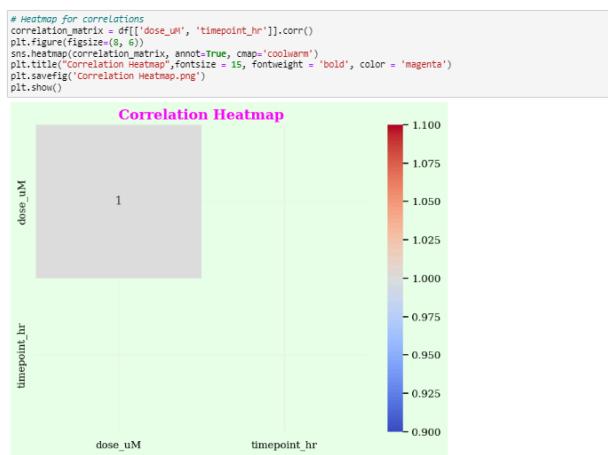 # Heatmap for correlations
correlation_matrix = df[['dose_uM', 'timepoint_hr']].corr()
plt.figure(figsize=(8, 6))
sns.heatmap(correlation_matrix, annot=True, cmap='coolwarm')
plt.title("Correlation Heatmap",fontsize = 15, fontweight = 'bold', color = 'magenta')
plt.savefig('Correlation Heatmap.png')
plt.show()
Correlation Heatmap
1.100
1.075
1.050
1.025
1.000
0.975
0.950
0.925
0.900
dose_uM
1
timepoint_hr
dose_uM
timepoint_hr